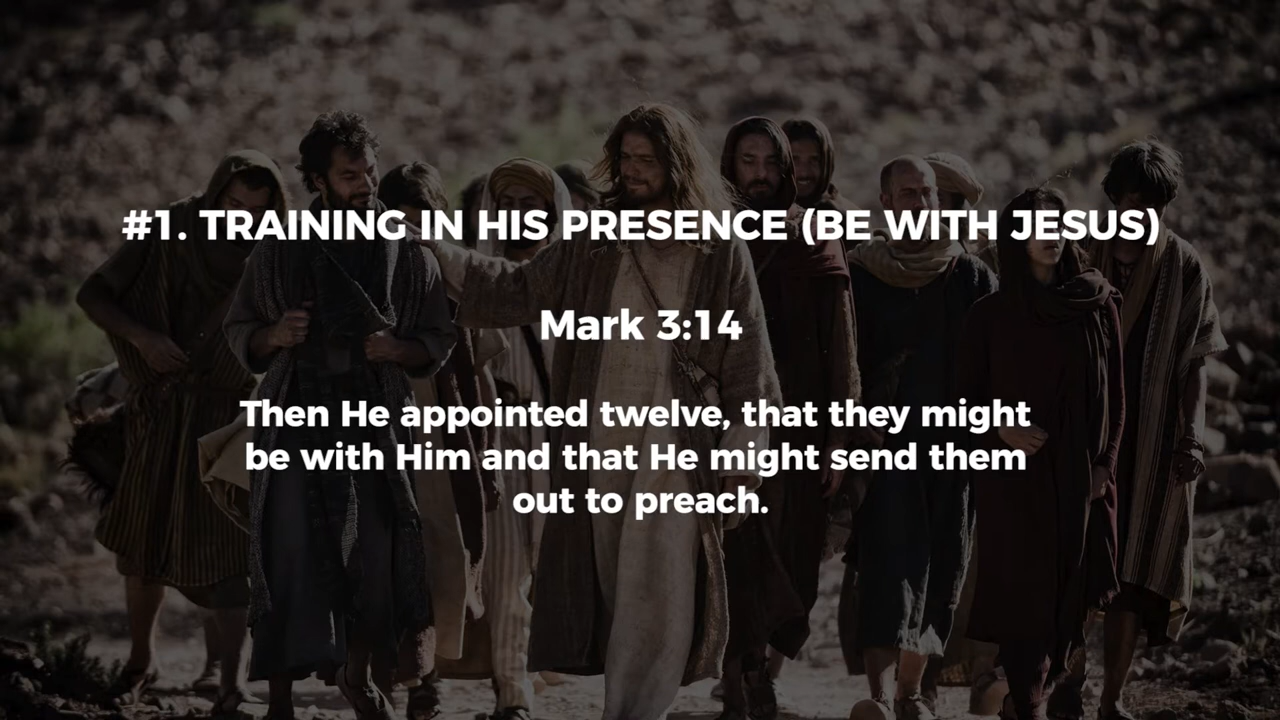 #1. TRAINING IN HIS PRESENCE (BE WITH JESUS)
Mark 3:14
Then He appointed twelve, that they might
be with Him and that He might send them
out to preach.